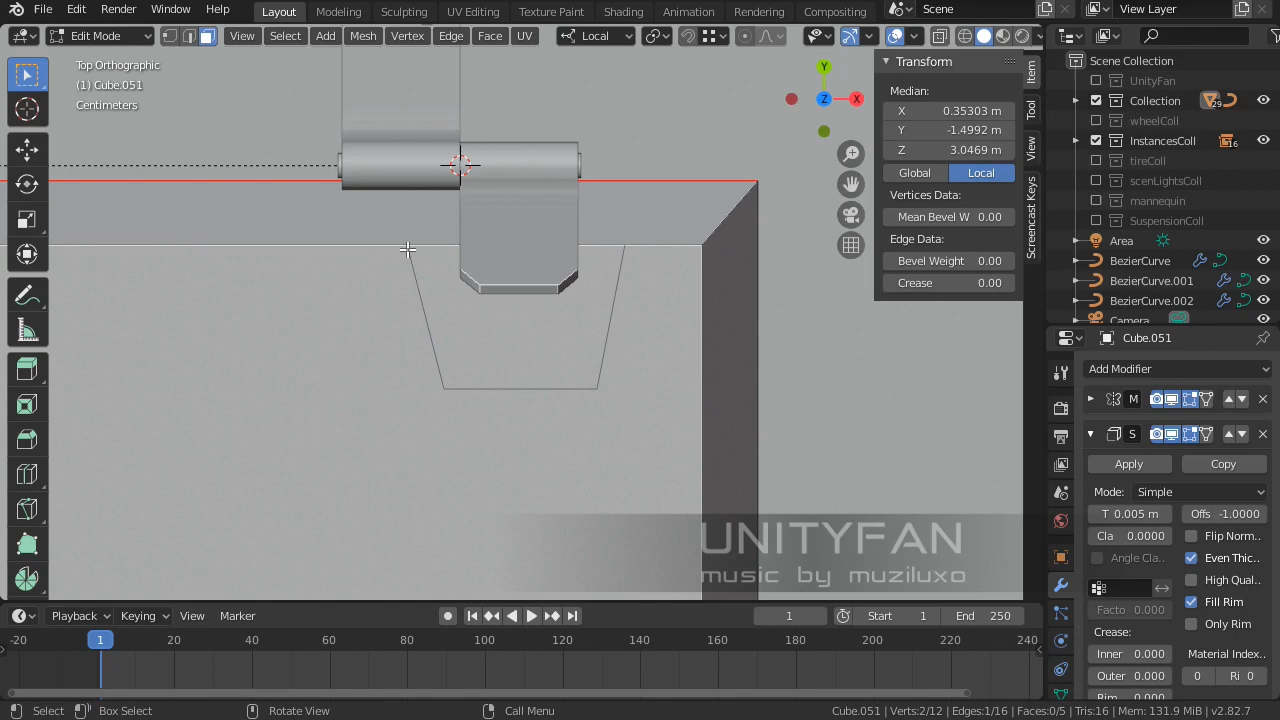 File Edit Render Window Help Layout Modeling Sculpting UV Editing Texture Paint Shading Animation Rendering Compositing Scene View Layer
Edit Mode View Select Add Mesh Vertex Edge Face UV Local
Top Orthographic
(1) Cube.051
Centimeters
Y
Z
X
Transform
Median:
X 0.35303 m
Y -1.4992 m
Z 3.0469 m
Global Local
Vertices Data:
Mean Bevel W 0.00
Edge Data:
Bevel Weight 0.00
Crease 0.00
Item
Tool
View
Screencast Keys
Scene Collection
UnityFan
Collection 29
wheelColl
InstancesColl 16
tireColl
scenLightsColl
mannequin
SuspensionColl
Area
BezierCurve
BezierCurve.001
BezierCurve.002
Camera
Cube.051
Add Modifier
M
S
Apply Copy
Mode: Simple
T 0.005 m Offs -1.0000
Cla 0.0000 Flip Norm..
Angle Cla.. Even Thic..
High Qual..
Facto 0.000 Fill Rim
Only Rim
Crease:
Inner 0.000 Material Index..
Outer 0.000 0 Ri 0
Rim
UNITYFAN
music by muziluxo
Playback Keying View Marker 1 Start 1 End 250
-20 1 20 40 60 80 100 120 140 160 180 200 220 240
Select Box Select Rotate View Call Menu Cube.051 | Verts:2/12 | Edges:1/16 | Faces:0/5 | Tris:16 | Mem: 131.9 MiB | v2.82.7